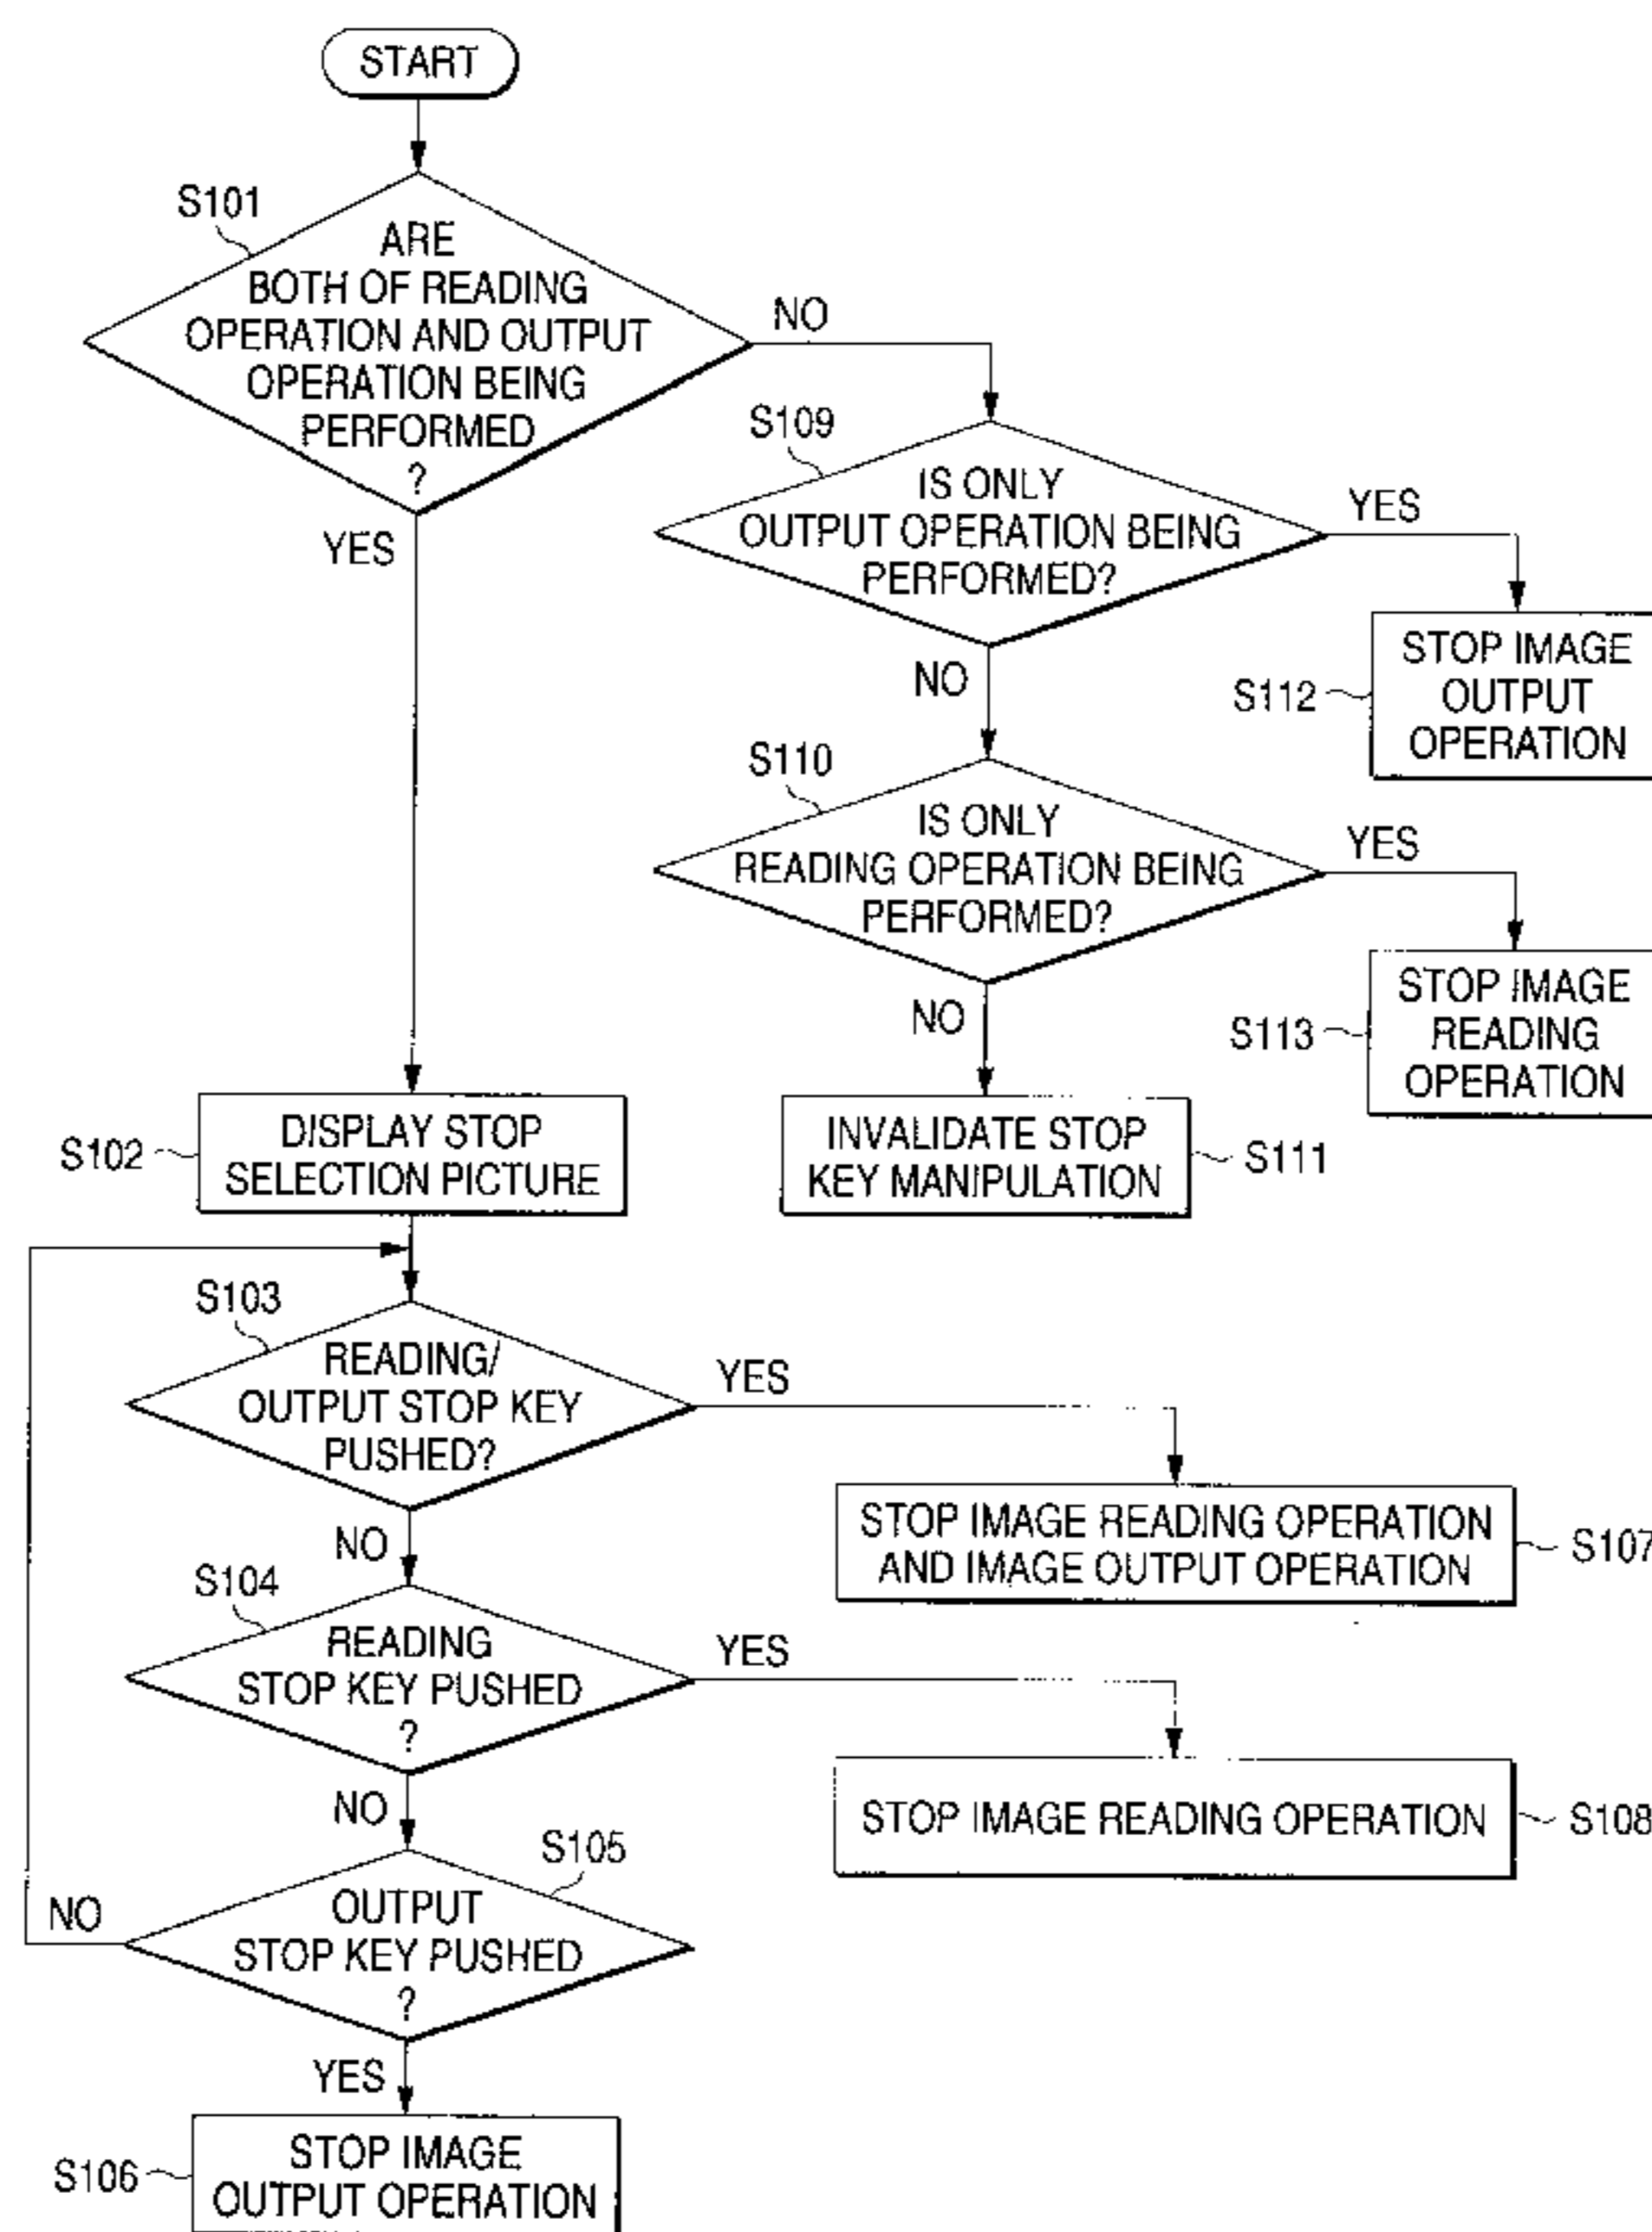 START
S101
ARE
BOTH OF READING
OPERATION AND OUTPUT
OPERATION BEING
PERFORMED
?
NO
YES
S109
IS ONLY
OUTPUT OPERATION BEING
PERFORMED?
YES
NO
S112
STOP IMAGE
OUTPUT
OPERATION
S110
IS ONLY
READING OPERATION BEING
PERFORMED?
YES
NO
S113
STOP IMAGE
READING
OPERATION
S102
DISPLAY STOP
SELECTION PICTURE
INVALIDATE STOP
KEY MANIPULATION
S111
S103
READING/
OUTPUT STOP KEY
PUSHED?
YES
NO
STOP IMAGE READING OPERATION
AND IMAGE OUTPUT OPERATION
S107
S104
READING
STOP KEY PUSHED
?
YES
NO
STOP IMAGE READING OPERATION
S108
S105
OUTPUT
STOP KEY PUSHED
?
NO
YES
S106
STOP IMAGE
OUTPUT OPERATION